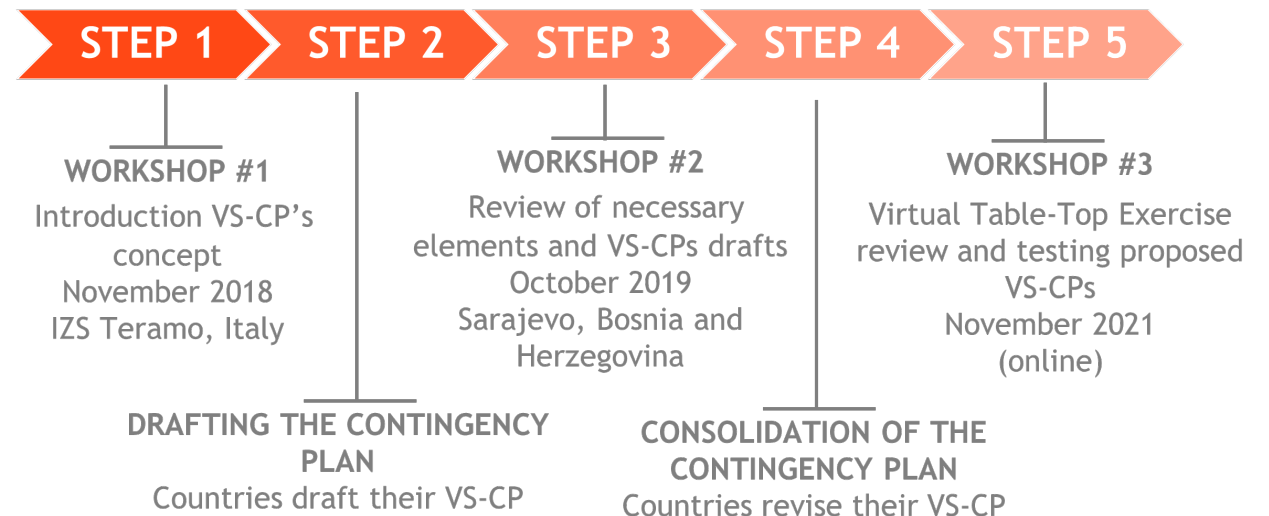 STEP 1
STEP 2
STEP 3
STEP 4
STEP 5
WORKSHOP #1
Introduction VS-CP’s
concept
November 2018
IZS Teramo, Italy
DRAFTING THE CONTINGENCY
PLAN
Countries draft their VS-CP
WORKSHOP #2
Review of necessary
elements and VS-CPs drafts
October 2019
Sarajevo, Bosnia and
Herzegovina
CONSOLIDATION OF THE
CONTINGENCY PLAN
Countries revise their VS-CP
WORKSHOP #3
Virtual Table-Top Exercise
review and testing proposed
VS-CPs
November 2021
(online)